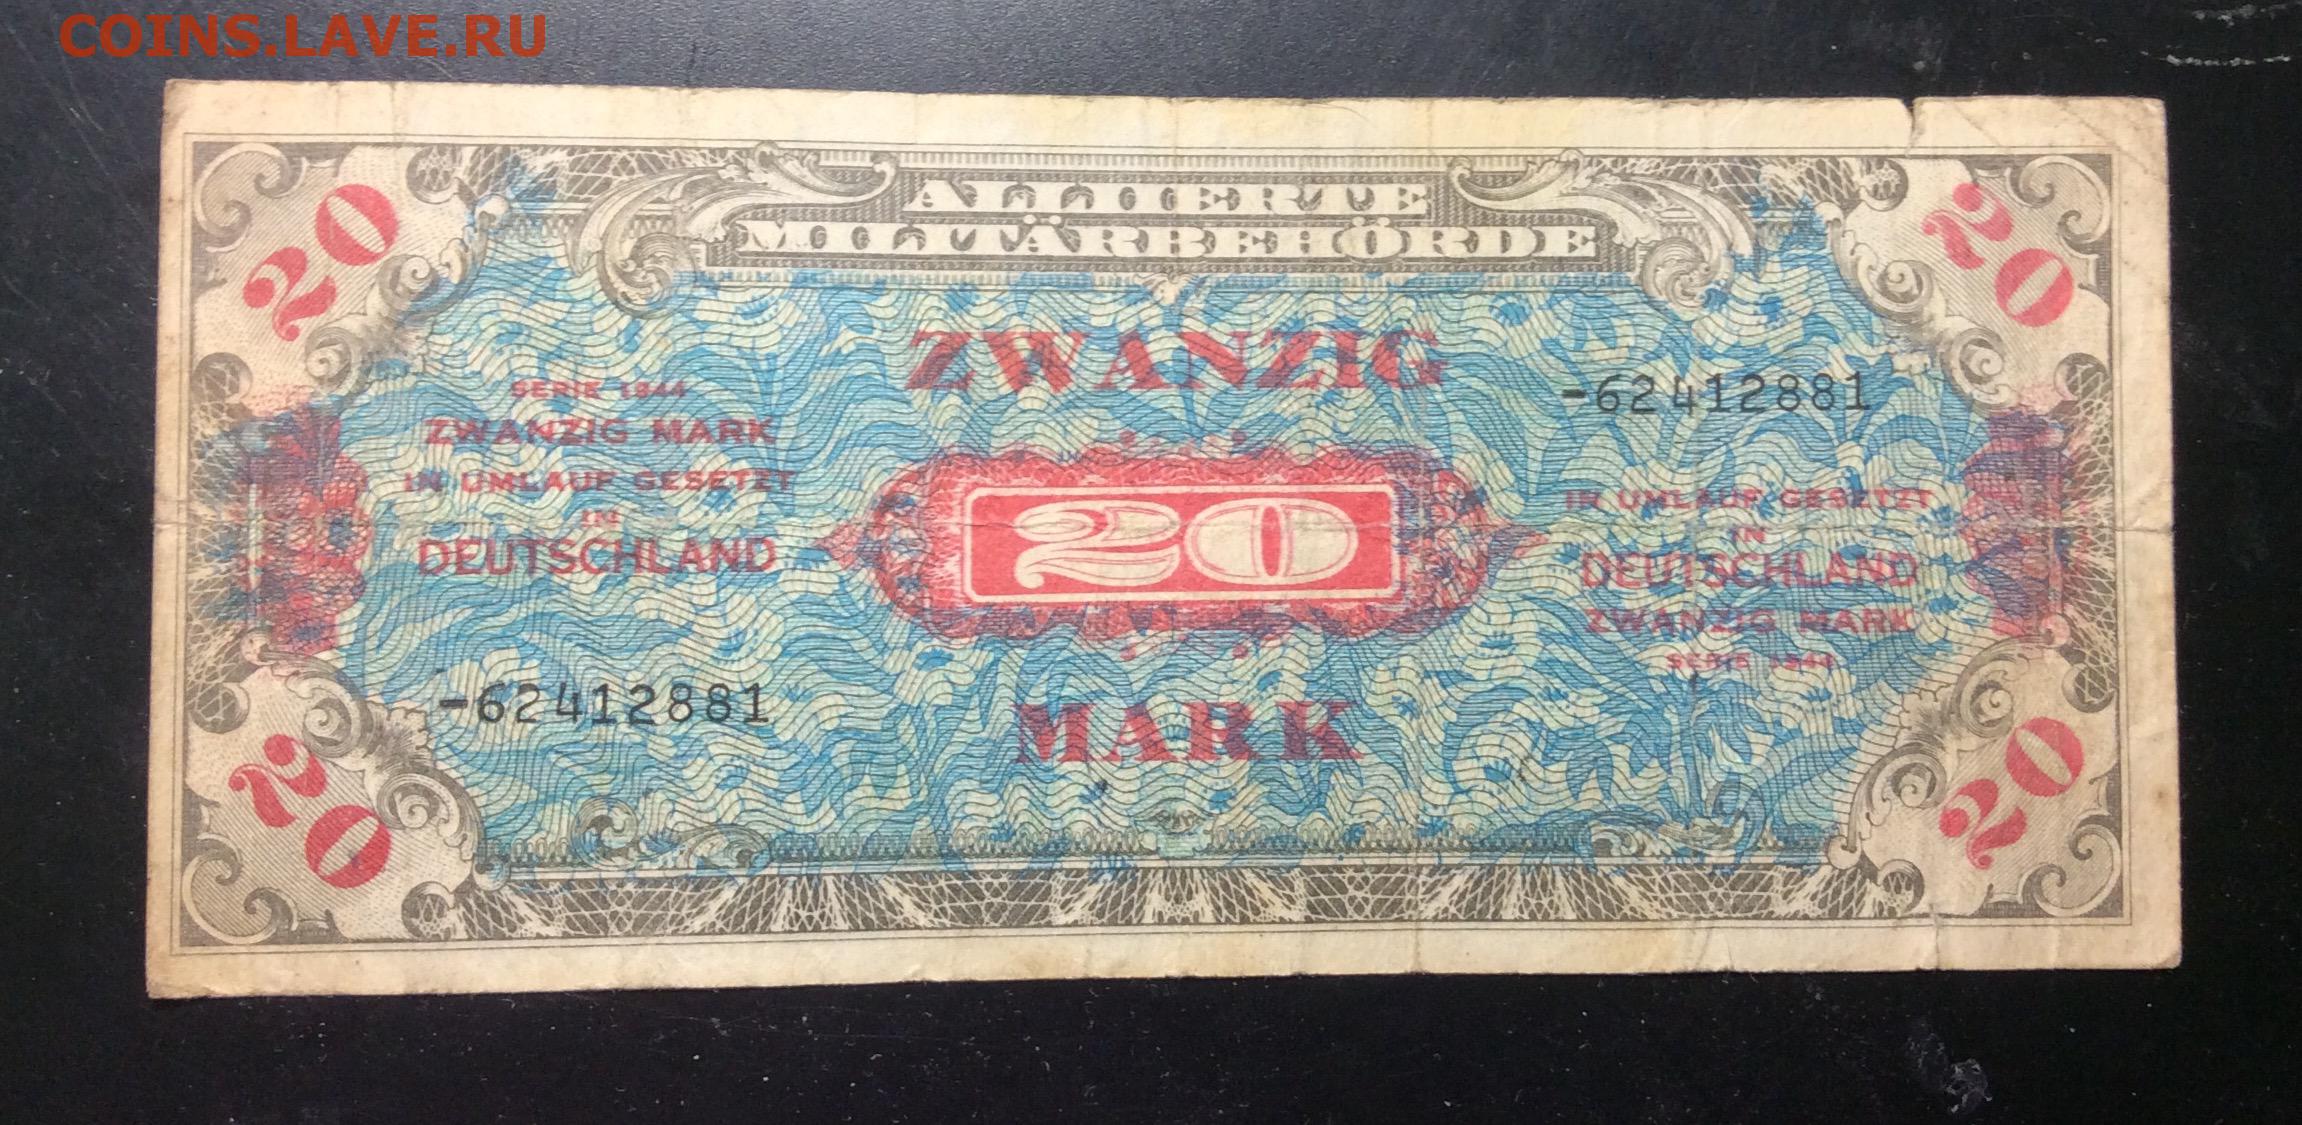 COINS.LAVE.RU
20
20
ALLIIERTE
MILITÄRBEHÖRDE
ZWANZIG
SERIE 1944
ZWANZIG MARK
IN UMLAUF GESETZT
IN
DEUTSCHLAND
-62412881
20
-62412881
IN UMLAUF GESETZT
IN
DEUTSCHLAND
ZWANZIG MARK
SERIE 1944
MARK
20
20